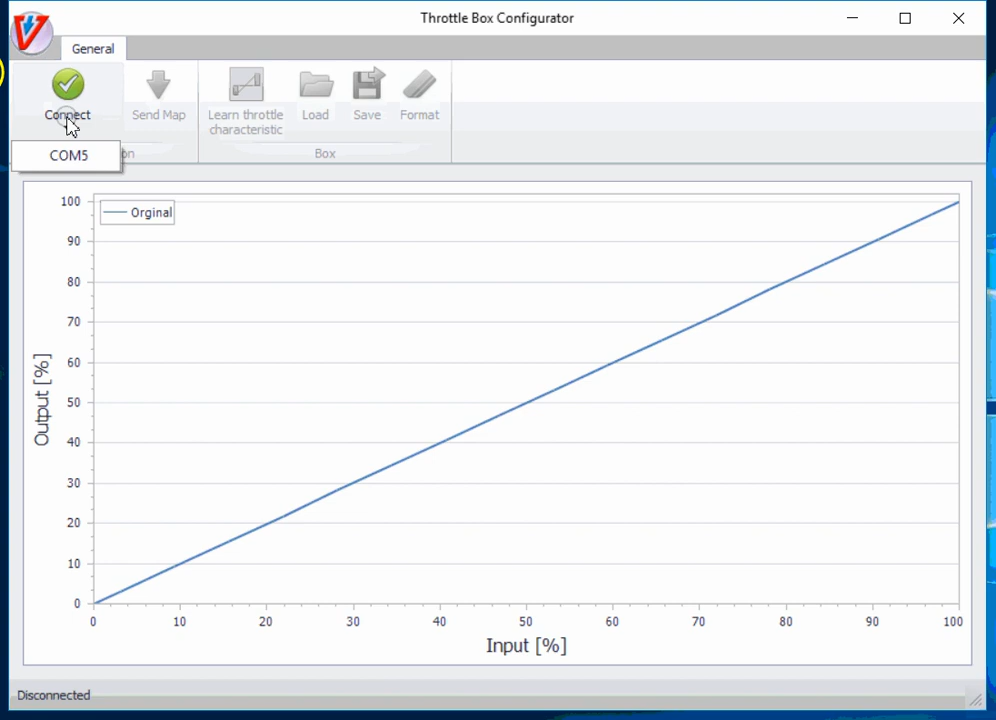 Throttle Box Configurator
General
Connect
Send Map
Learn throttle
characteristic
Load
Save
Format
COM5
on
Box
Orginal
100
90
80
70
60
50
40
30
20
10
0
Output [%]
0 10 20 30 40 50 60 70 80 90 100
Input [%]
Disconnected